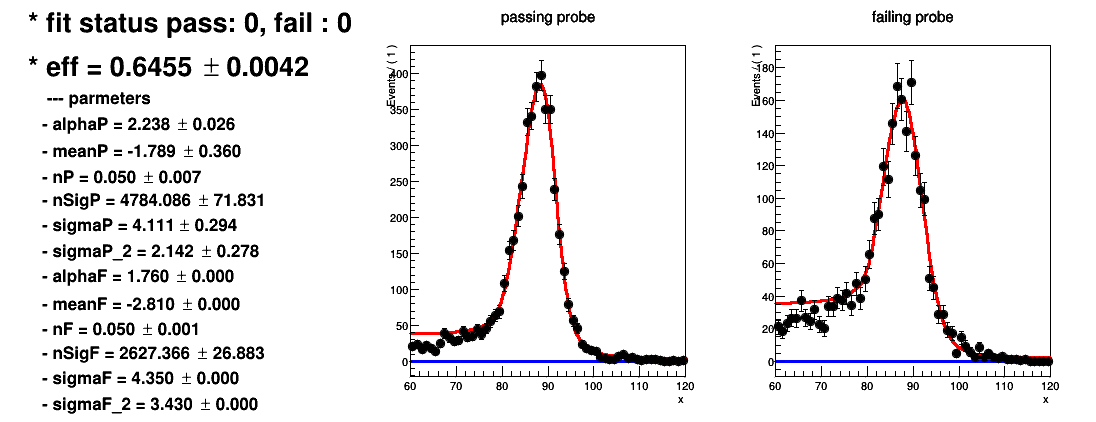 * fit status pass: 0, fail : 0
* eff = 0.6455 ± 0.0042
--- parmeters
- alphaP = 2.238 ± 0.026
- meanP = -1.789 ± 0.360
- nP = 0.050 ± 0.007
- nSigP = 4784.086 ± 71.831
- sigmaP = 4.111 ± 0.294
- sigmaP_2 = 2.142 ± 0.278
- alphaF = 1.760 ± 0.000
- meanF = -2.810 ± 0.000
- nF = 0.050 ± 0.001
- nSigF = 2627.366 ± 26.883
- sigmaF = 4.350 ± 0.000
- sigmaF_2 = 3.430 ± 0.000
passing probe
Events / ( 1 )
400
350
300
250
200
150
100
50
0
60 70 80 90 100 110 120
x
failing probe
Events / ( 1 )
180
160
140
120
100
80
60
40
20
0
60 70 80 90 100 110 120
x